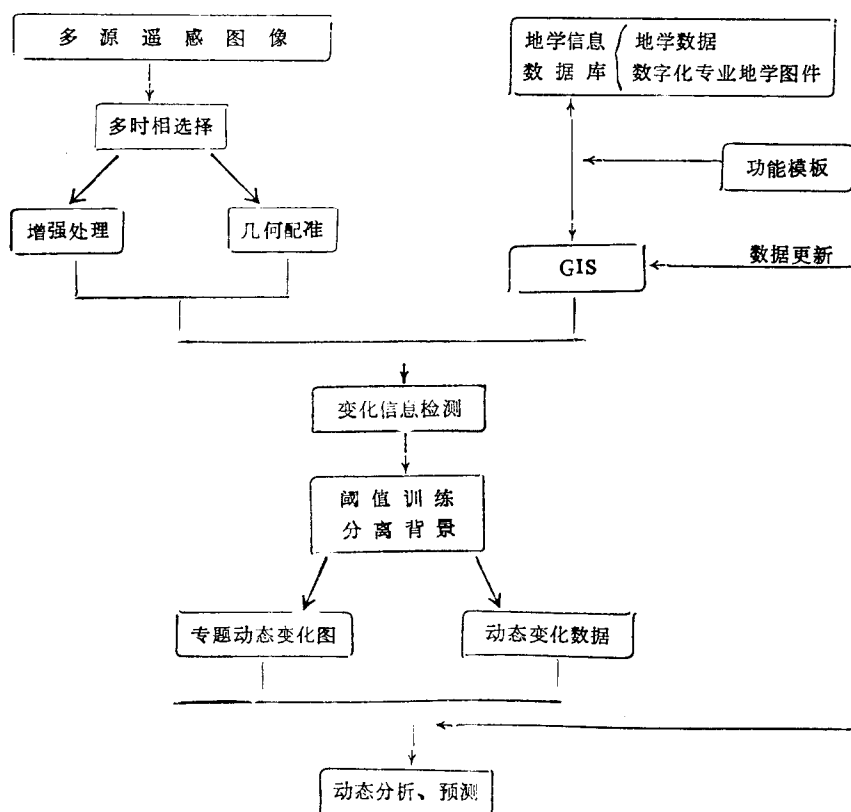 多源遥感图像
地学信息 地学数据
数据库 数字化专业地学图件
多时相选择
功能模板
增强处理
几何配准
GIS
数据更新
变化信息检测
阈值训练
分离背景
专题动态变化图
动态变化数据
动态分析、预测